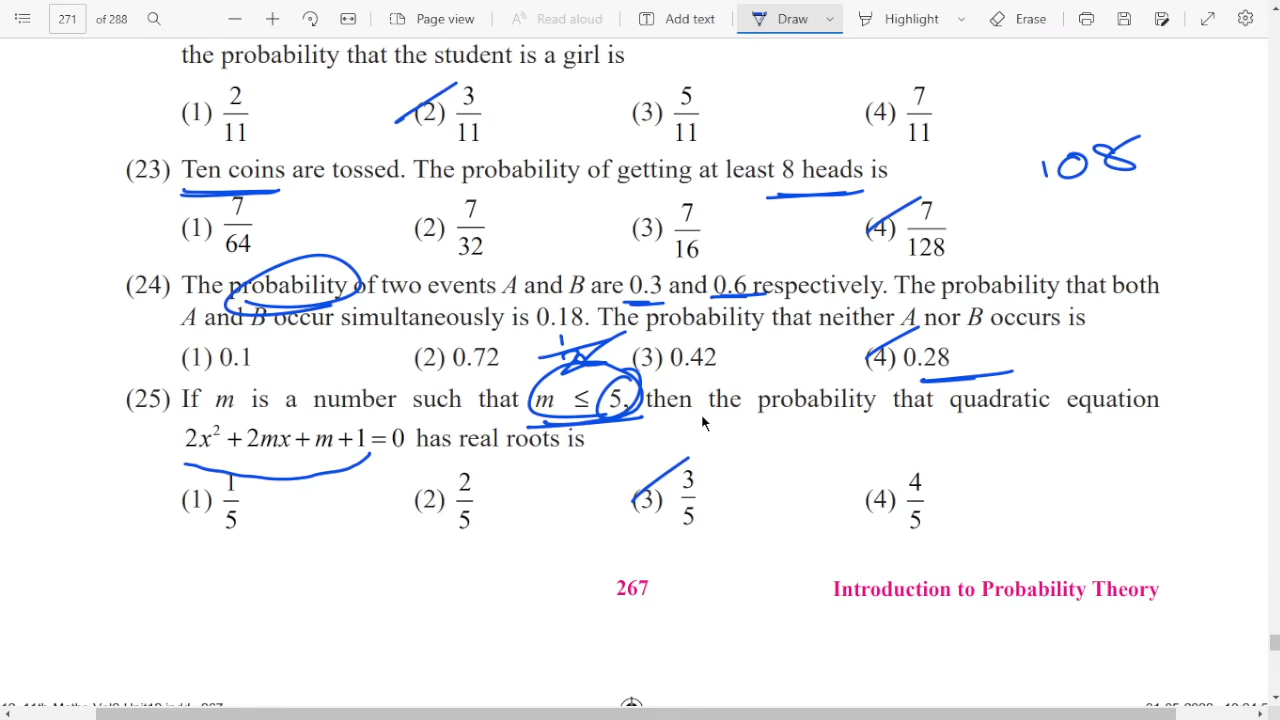 271 of 288 Page view Read aloud Add text Draw Highlight Erase
the probability that the student is a girl is
(1) 2/11 (2) 3/11 (3) 5/11 (4) 7/11
(23) Ten coins are tossed. The probability of getting at least 8 heads is
108
(1) 7/64 (2) 7/32 (3) 7/16 (4) 7/128
(24) The probability of two events A and B are 0.3 and 0.6 respectively. The probability that both
A and B occur simultaneously is 0.18. The probability that neither A nor B occurs is
(1) 0.1 (2) 0.72 (3) 0.42 (4) 0.28
(25) If m is a number such that m ≤ 5, then the probability that quadratic equation
2x² + 2mx + m + 1 = 0 has real roots is
(1) 1/5 (2) 2/5 (3) 3/5 (4) 4/5
267 Introduction to Probability Theory